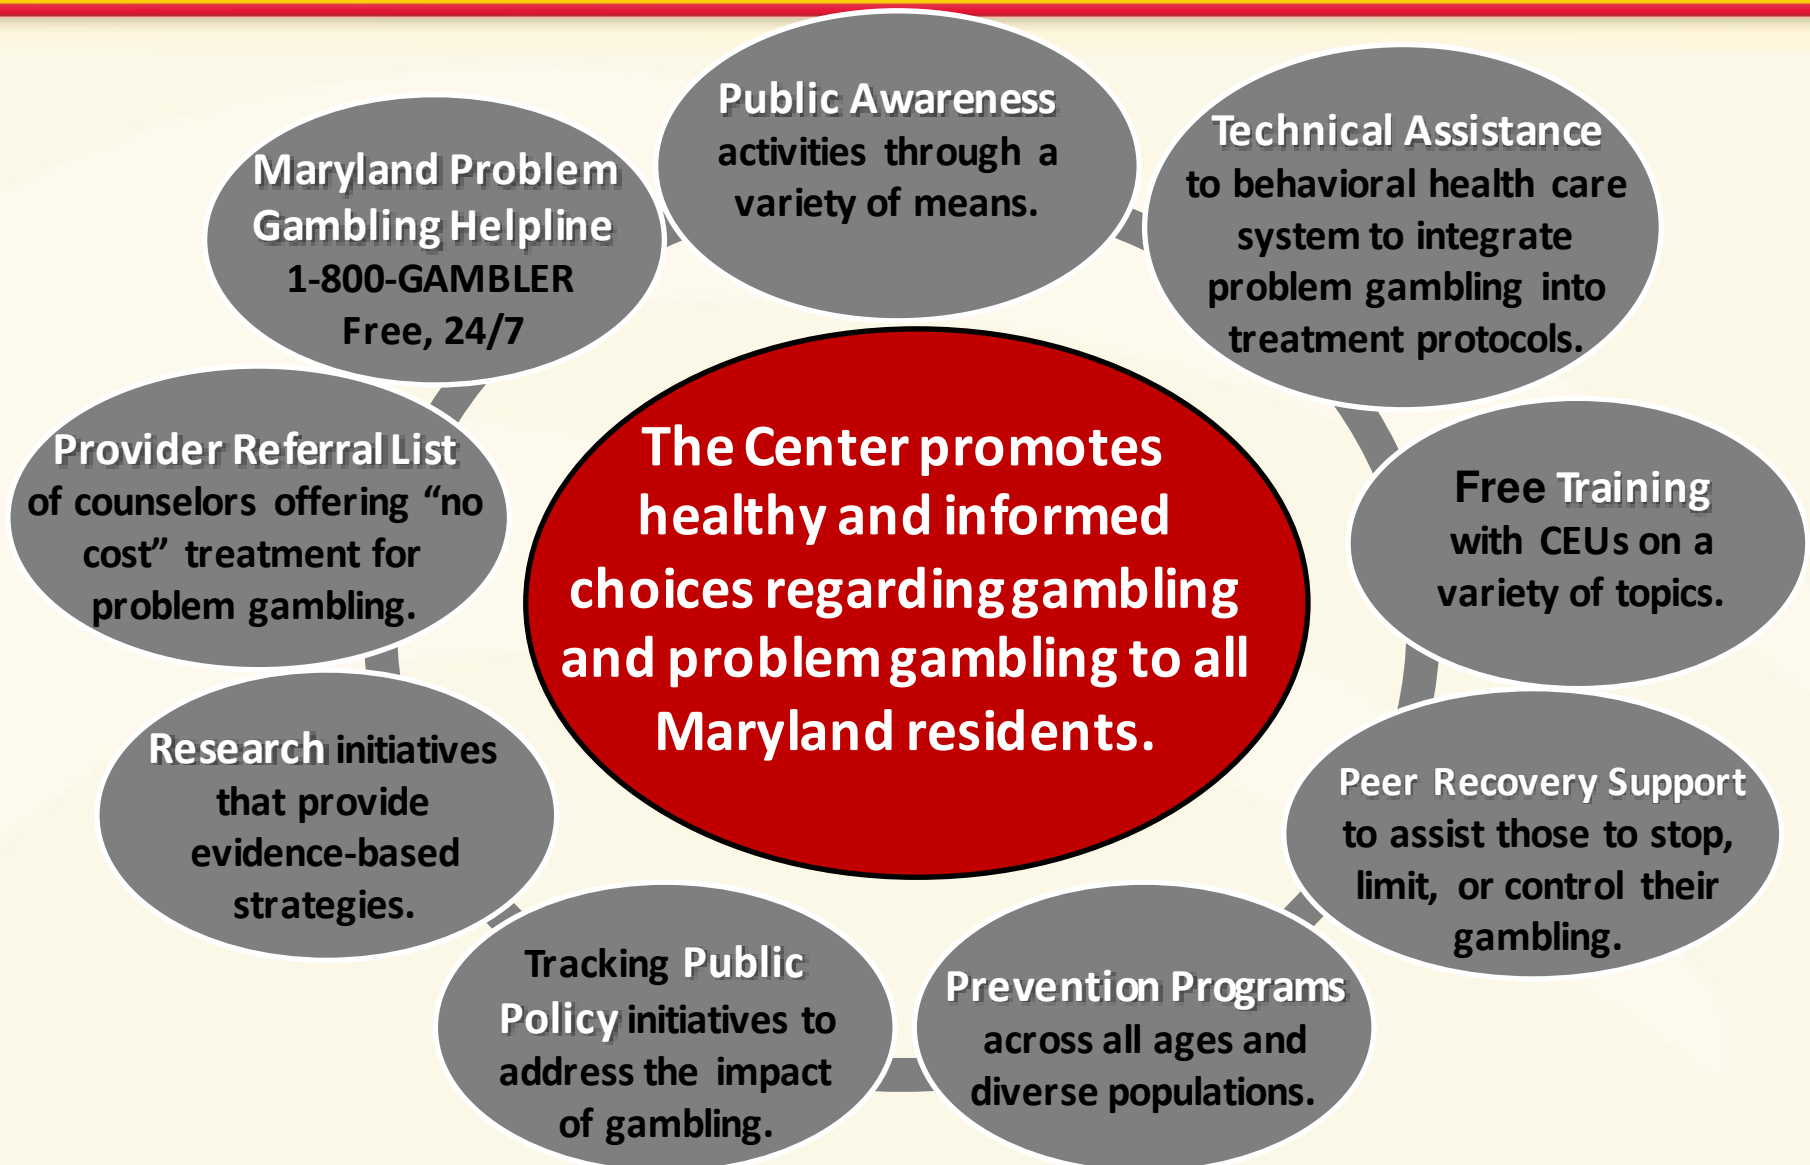 Public Awareness
activities through a
variety of means.
Technical Assistance
to behavioral health care
system to integrate
problem gambling into
treatment protocols.
Free Training
with CEUs on a
variety of topics.
Peer Recovery Support
to assist those to stop,
limit, or control their
gambling.
Prevention Programs
across all ages and
diverse populations.
Tracking Public
Policy initiatives to
address the impact
of gambling.
Research initiatives
that provide
evidence-based
strategies.
Provider Referral List
of counselors offering “no
cost” treatment for
problem gambling.
Maryland Problem
Gambling Helpline
1-800-GAMBLER
Free, 24/7
The Center promotes
healthy and informed
choices regarding gambling
and problem gambling to all
Maryland residents.